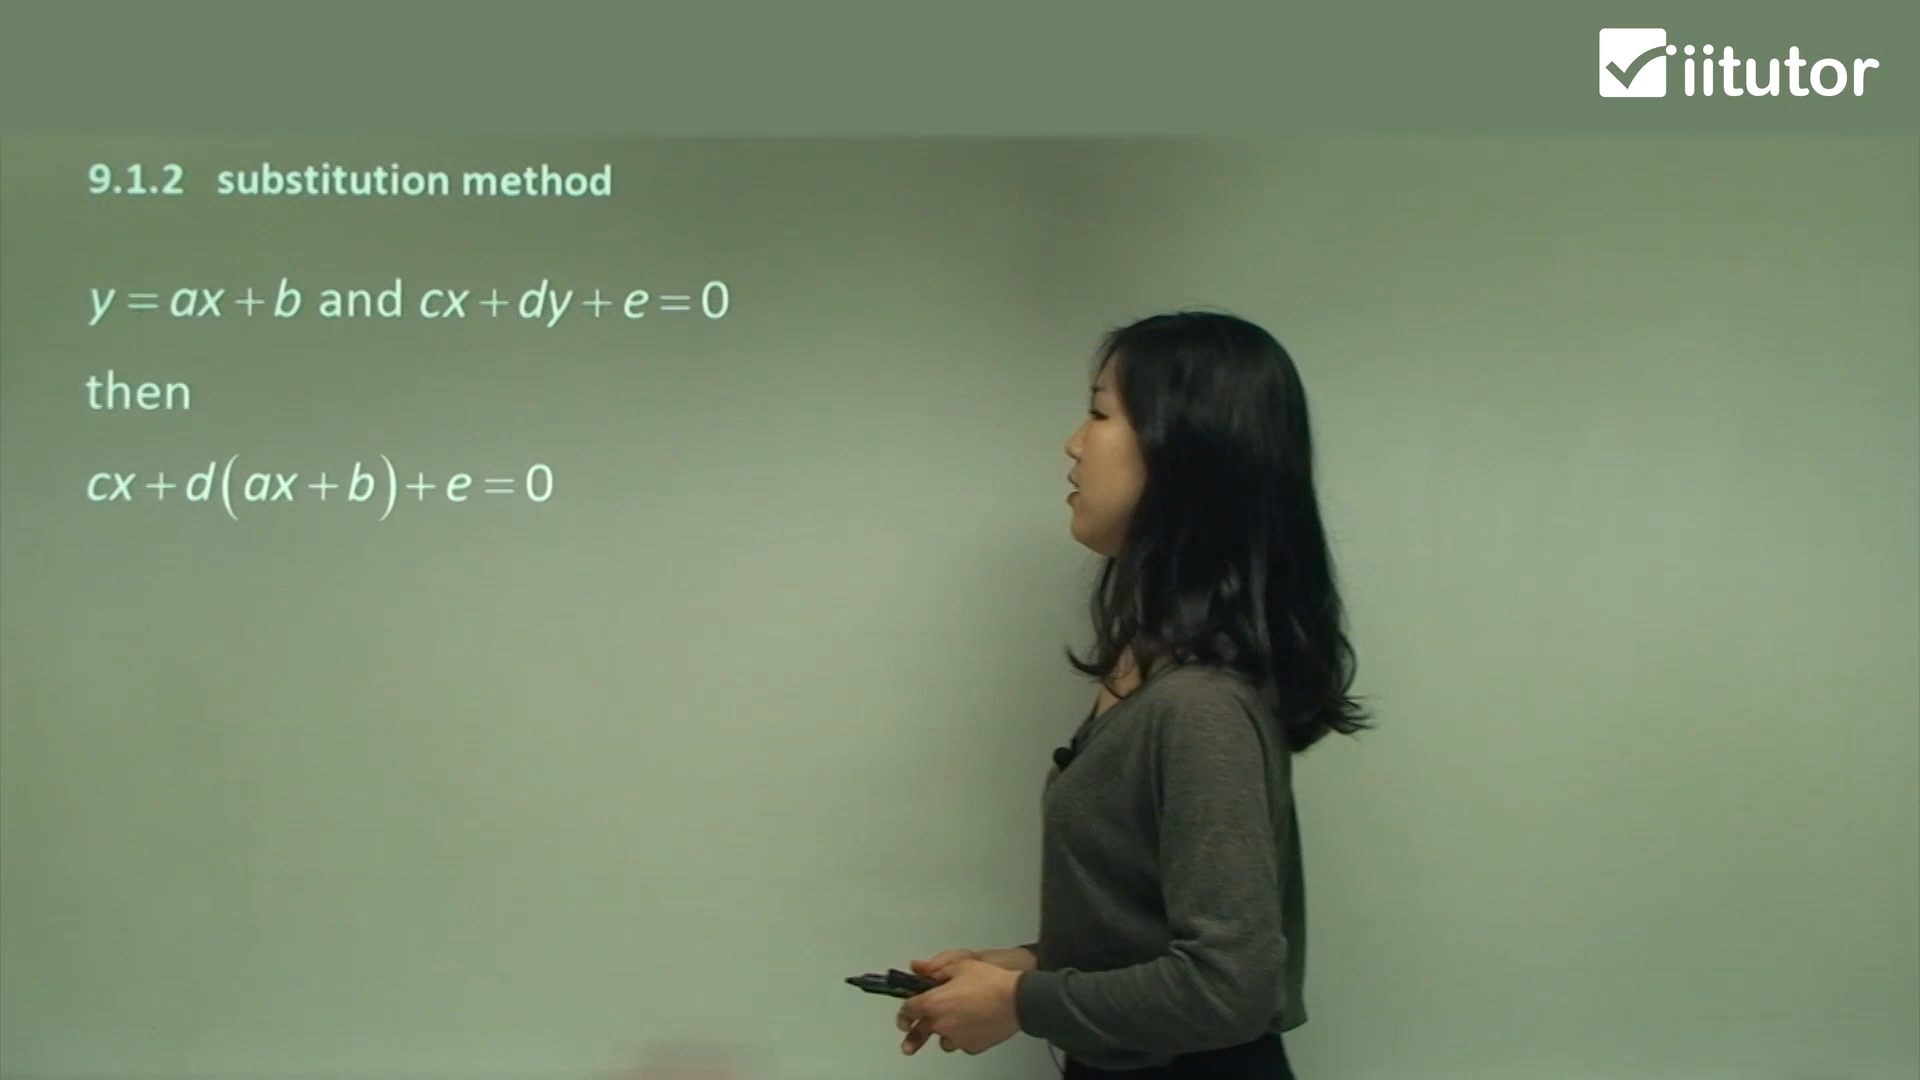 iitutor
9.1.2 substitution method
y = ax + b and cx + dy + e = 0
then
cx + d(ax + b) + e = 0